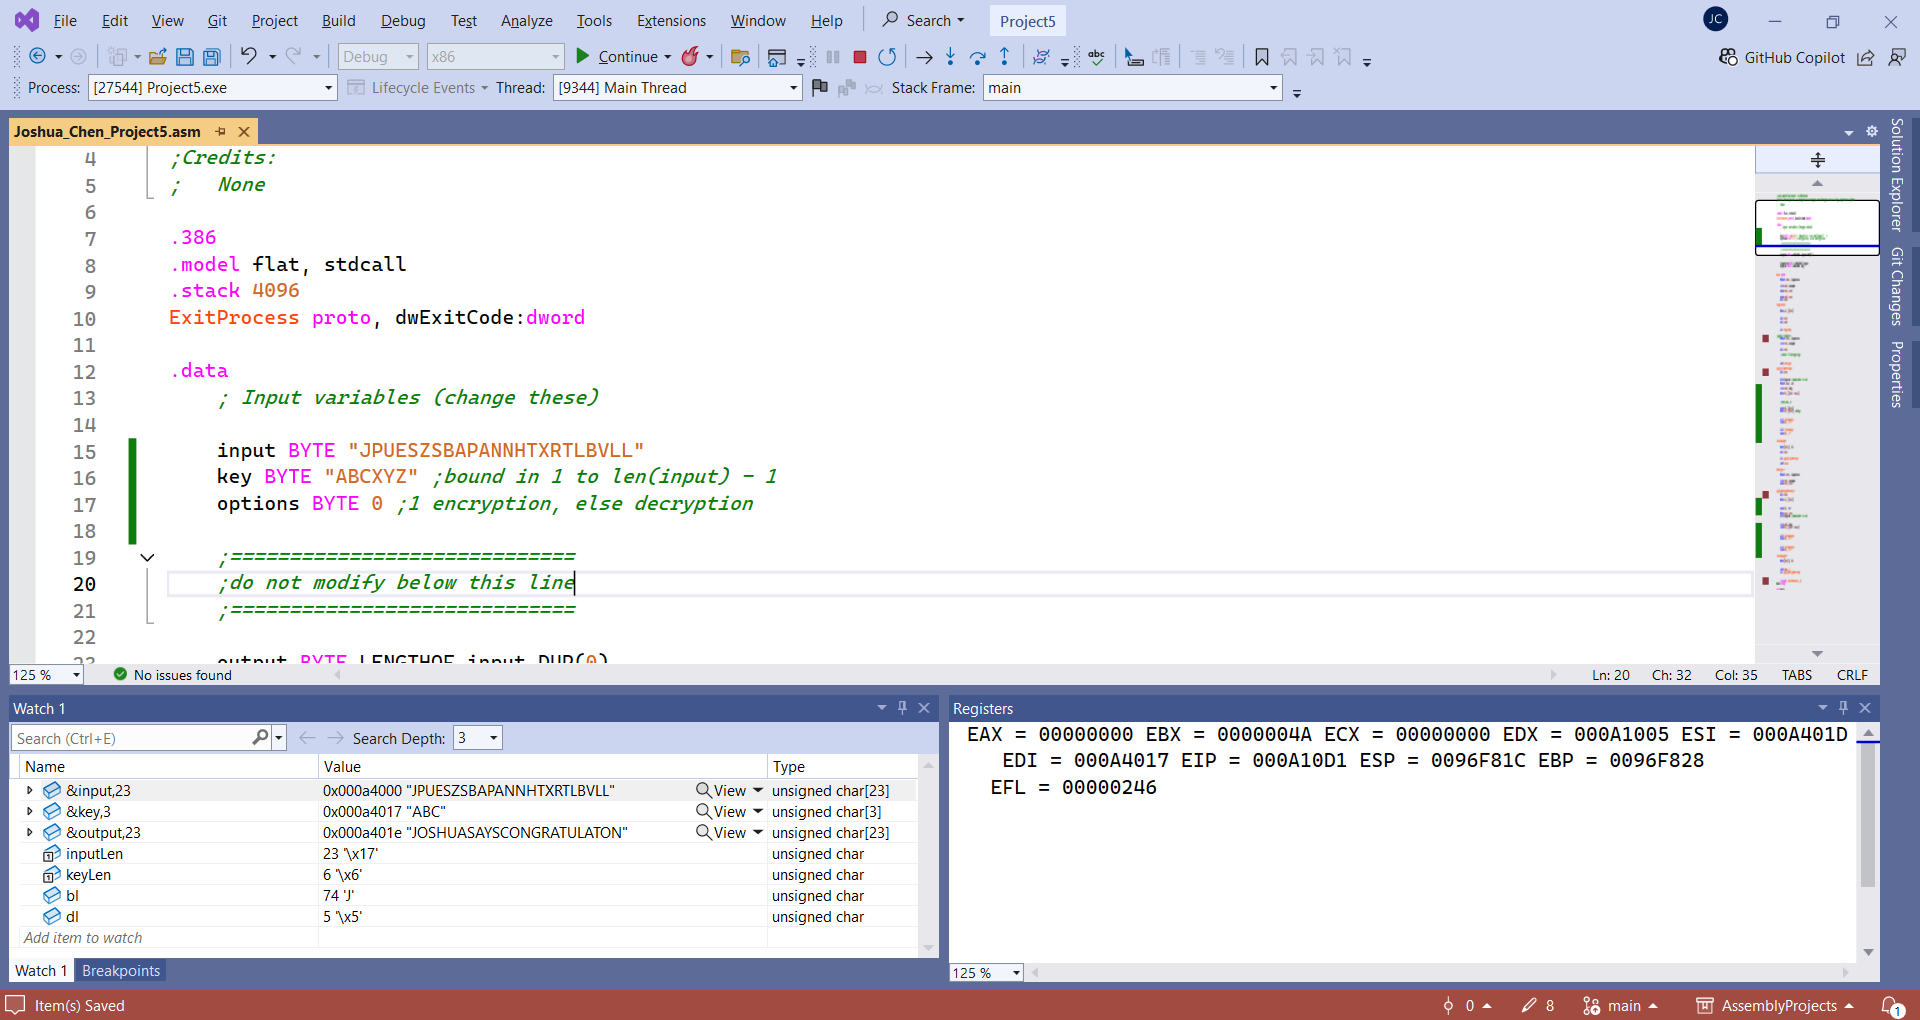 File Edit View Git Project Build Debug Test Analyze Tools Extensions Window Help Search Project5 JC
Debug x86 Continue abc GitHub Copilot
Process: [27544] Project5.exe Lifecycle Events Thread: [9344] Main Thread Stack Frame: main
Joshua_Chen_Project5.asm
4 ;Credits:
5 ; None
6
7 .386
8 .model flat, stdcall
9 .stack 4096
10 ExitProcess proto, dwExitCode:dword
11
12 .data
13 ; Input variables (change these)
14
15 input BYTE "JPUESZSBAPANNHTXRTLBVLL"
16 key BYTE "ABCXYZ" ;bound in 1 to len(input) - 1
17 options BYTE 0 ;1 encryption, else decryption
18
19 ;=============================
20 ;do not modify below this line
21 ;=============================
22
23 output BYTE LENGTHOF input DUP(0)
Solution Explorer
Git Changes
Properties
125 % No issues found Ln: 20 Ch: 32 Col: 35 TABS CRLF
Watch 1
Search (Ctrl+E) Search Depth: 3
Name Value Type
&input,23 0x000a4000 "JPUESZSBAPANNHTXRTLBVLL" View unsigned char[23]
&key,3 0x000a4017 "ABC" View unsigned char[3]
&output,23 0x000a401e "JOSHUASAYSCONGRATULATON" View unsigned char[23]
inputLen 23 '\x17' unsigned char
keyLen 6 '\x6' unsigned char
bl 74 'J' unsigned char
dl 5 '\x5' unsigned char
Add item to watch
Watch 1 Breakpoints
Registers
EAX = 00000000 EBX = 0000004A ECX = 00000000 EDX = 000A1005 ESI = 000A401D
EDI = 000A4017 EIP = 000A10D1 ESP = 0096F81C EBP = 0096F828
EFL = 00000246
125 %
Item(s) Saved 0 8 main AssemblyProjects 1